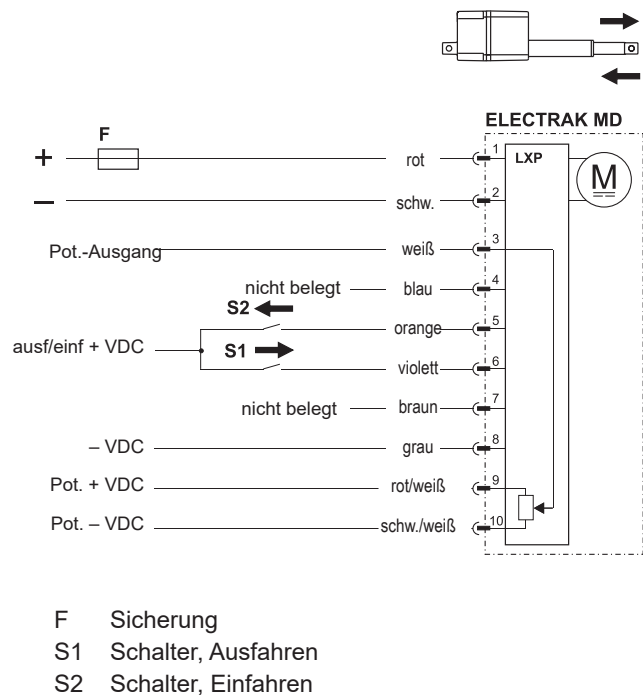 ELECTRAK MD
F
+ rot 1 LXP M
– schw. 2
Pot.-Ausgang weiß 3
nicht belegt blau 4
S2
orange 5
ausf/einf + VDC S1
violett 6
nicht belegt braun 7
– VDC grau 8
Pot. + VDC rot/weiß 9
Pot. – VDC schw./weiß 10
F Sicherung
S1 Schalter, Ausfahren
S2 Schalter, Einfahren